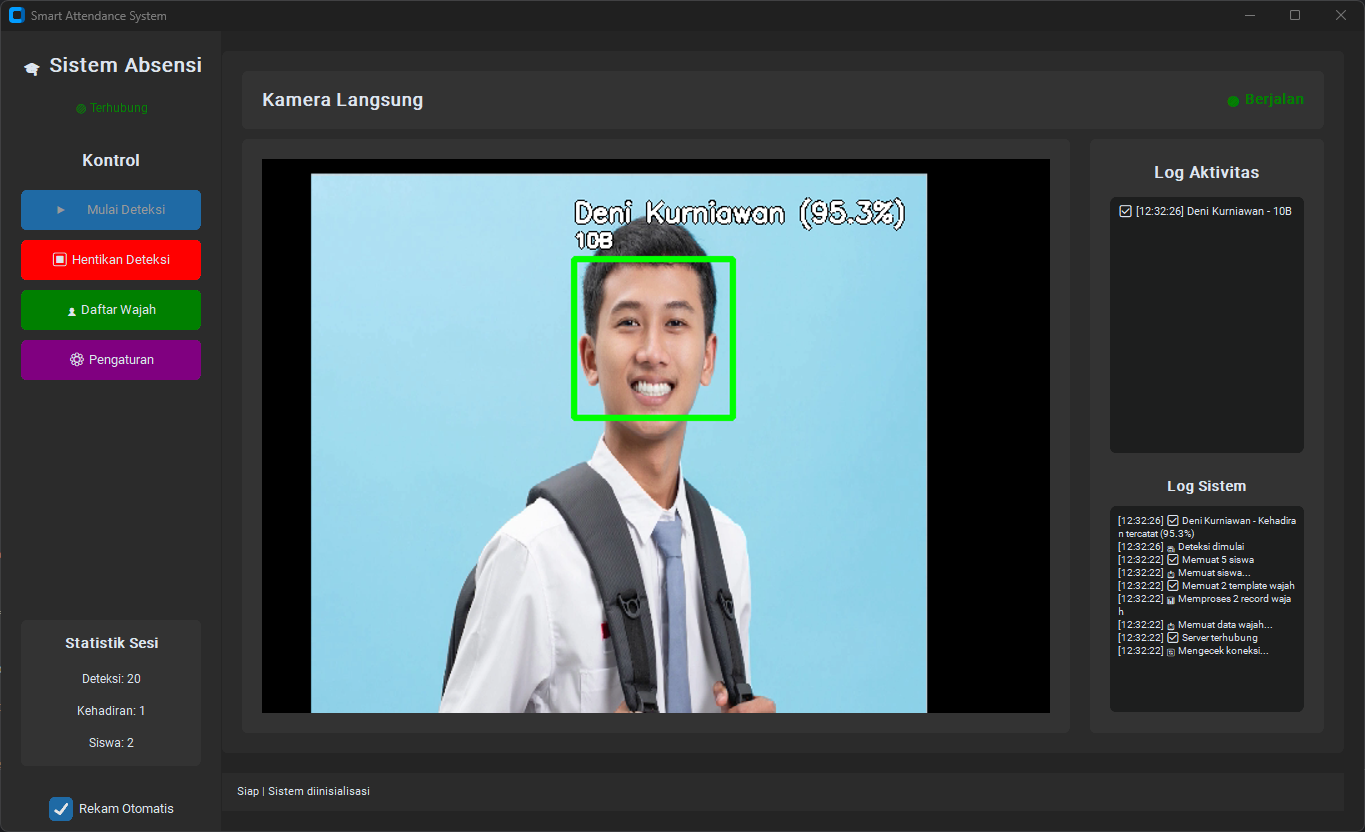 Smart Attendance System
Sistem Absensi
Terhubung
Kontrol
Mulai Deteksi
Hentikan Deteksi
Daftar Wajah
Pengaturan
Statistik Sesi
Deteksi: 20
Kehadiran: 1
Siswa: 2
Rekam Otomatis
Kamera Langsung
Berjalan
Deni Kurniawan (95.3%)
10B
Log Aktivitas
[12:32:26] Deni Kurniawan - 10B
Log Sistem
[12:32:26] Deni Kurniawan - Kehadira
n tercatat (95.3%)
[12:32:26] Deteksi dimulai
[12:32:22] Memuat 5 siswa
[12:32:22] Memuat siswa...
[12:32:22] Memuat 2 template wajah
[12:32:22] Memproses 2 record waja
h
[12:32:22] Memuat data wajah...
[12:32:22] Server terhubung
[12:32:22] Mengecek koneksi...
Siap | Sistem diinisialisasi